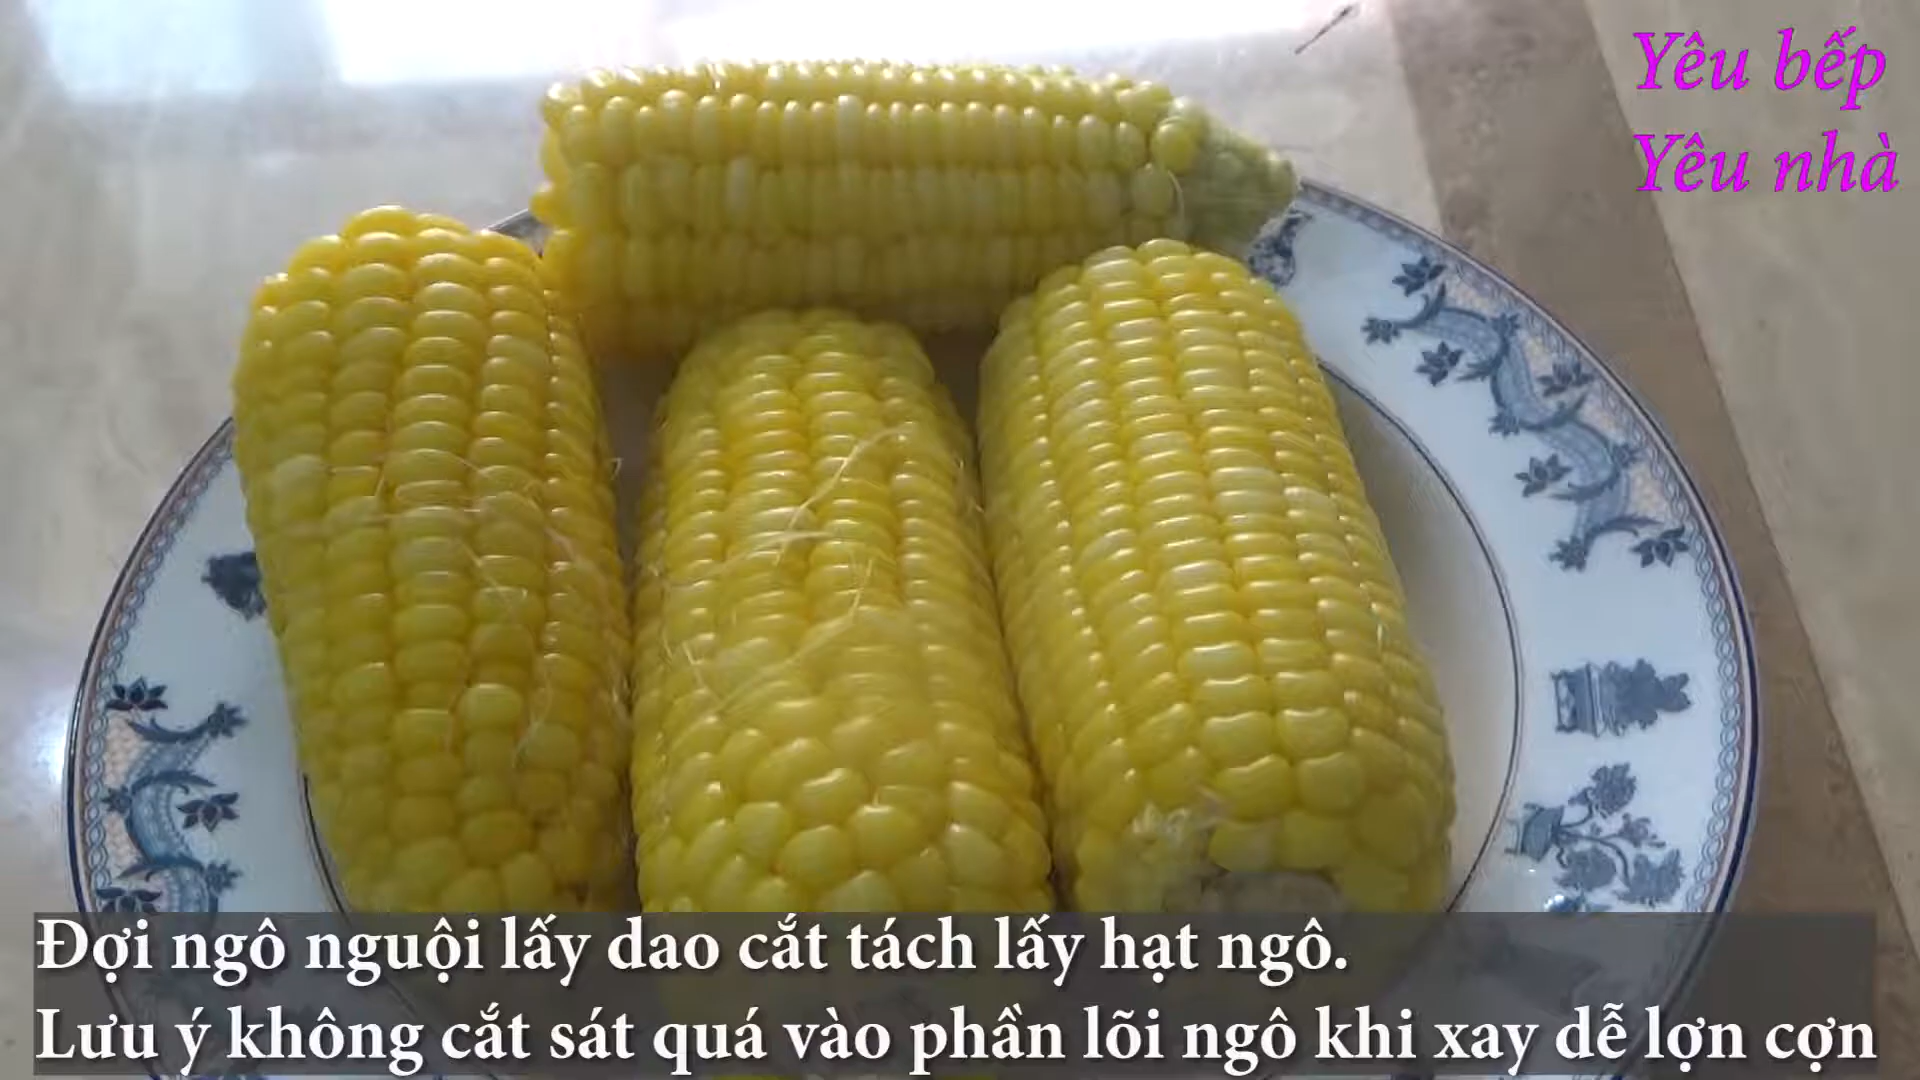 Yêu bếp
Yêu nhà
Đợi ngô nguội lấy dao cắt tách lấy hạt ngô.
Lưu ý không cắt sát quá vào phần lõi ngô khi xay dễ lợn cợn